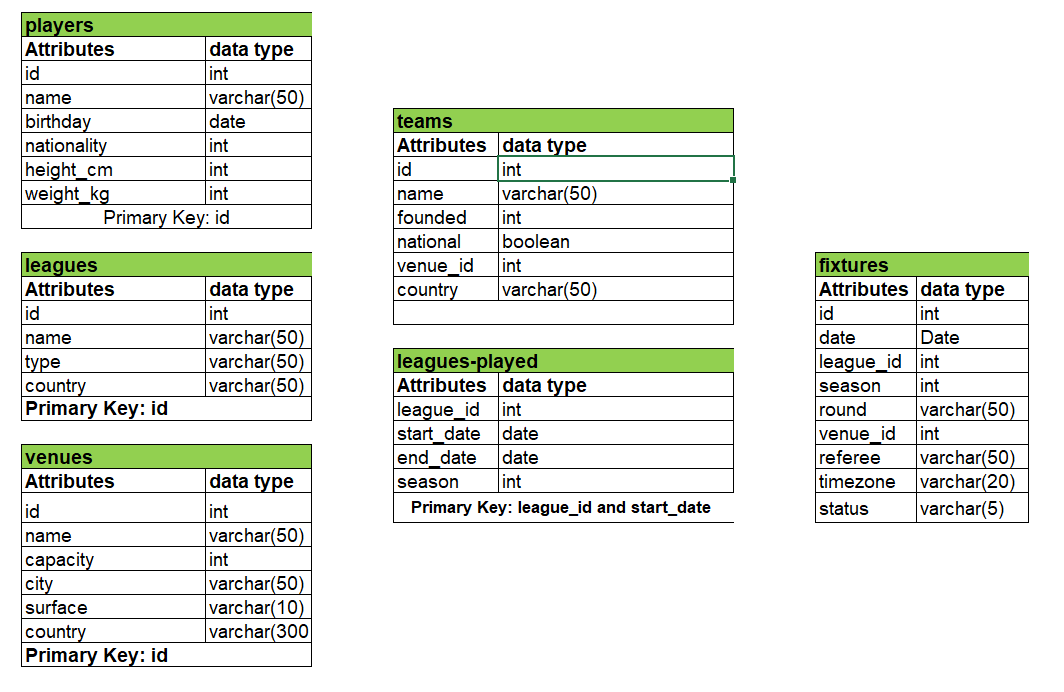 players
Attributes data type
id int
name varchar(50)
birthday date
nationality int
height_cm int
weight_kg int
Primary Key: id
leagues
Attributes data type
id int
name varchar(50)
type varchar(50)
country varchar(50)
Primary Key: id
venues
Attributes data type
id int
name varchar(50)
capacity int
city varchar(50)
surface varchar(10)
country varchar(300
Primary Key: id
teams
Attributes data type
id int
name varchar(50)
founded int
national boolean
venue_id int
country varchar(50)
leagues-played
Attributes data type
league_id int
start_date date
end_date date
season int
Primary Key: league_id and start_date
fixtures
Attributes data type
id int
date Date
league_id int
season int
round varchar(50)
venue_id int
referee varchar(50)
timezone varchar(20)
status varchar(5)